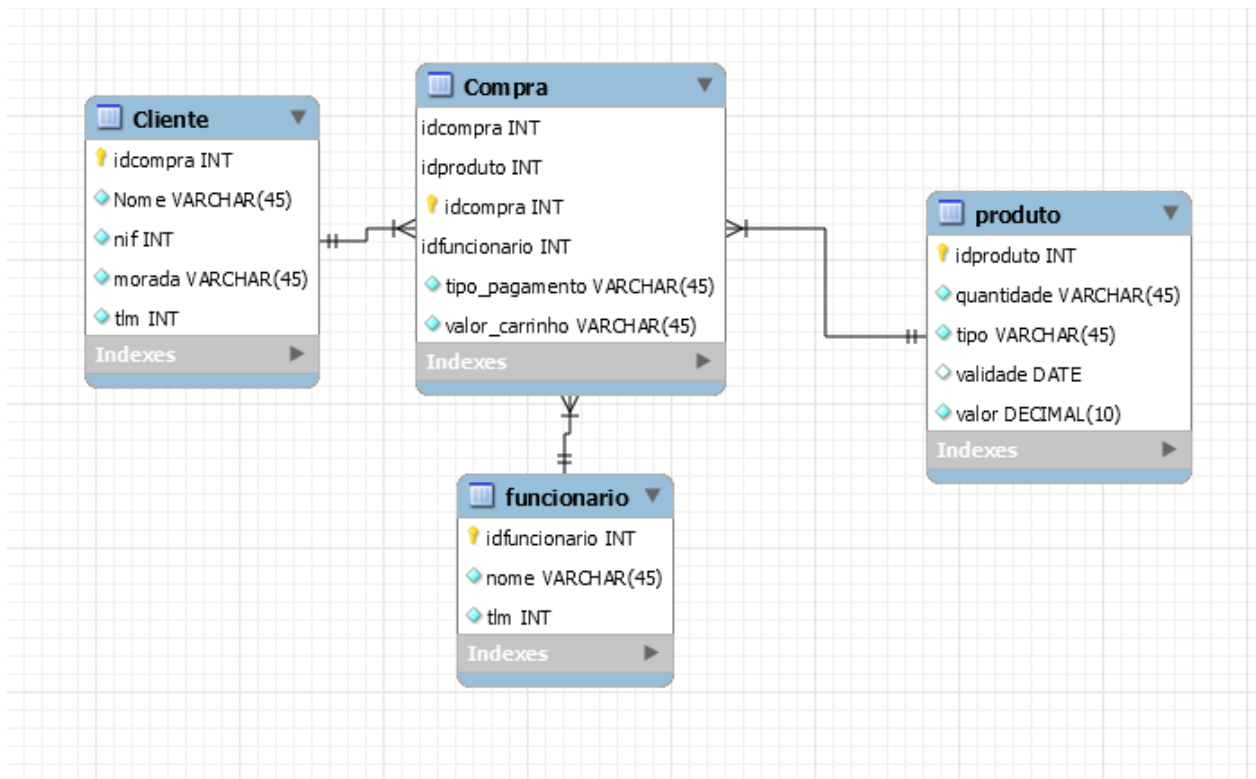 Cliente
idcompra INT
Nome VARCHAR(45)
nif INT
morada VARCHAR(45)
tlm INT
Indexes
Compra
idcompra INT
idproduto INT
idcompra INT
idfuncionario INT
tipo_pagamento VARCHAR(45)
valor_carrinho VARCHAR(45)
Indexes
produto
idproduto INT
quantidade VARCHAR(45)
tipo VARCHAR(45)
validade DATE
valor DECIMAL(10)
Indexes
funcionario
idfuncionario INT
nome VARCHAR(45)
tlm INT
Indexes